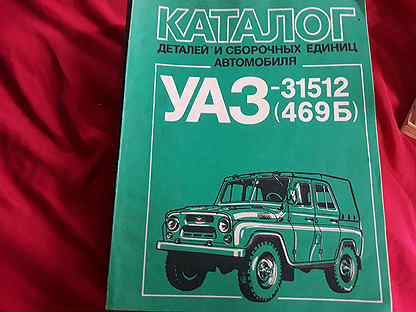 КАТАЛОГ
ДЕТАЛЕЙ И СБОРОЧНЫХ ЕДИНИЦ
АВТОМОБИЛЯ
УАЗ-31512
(469Б)